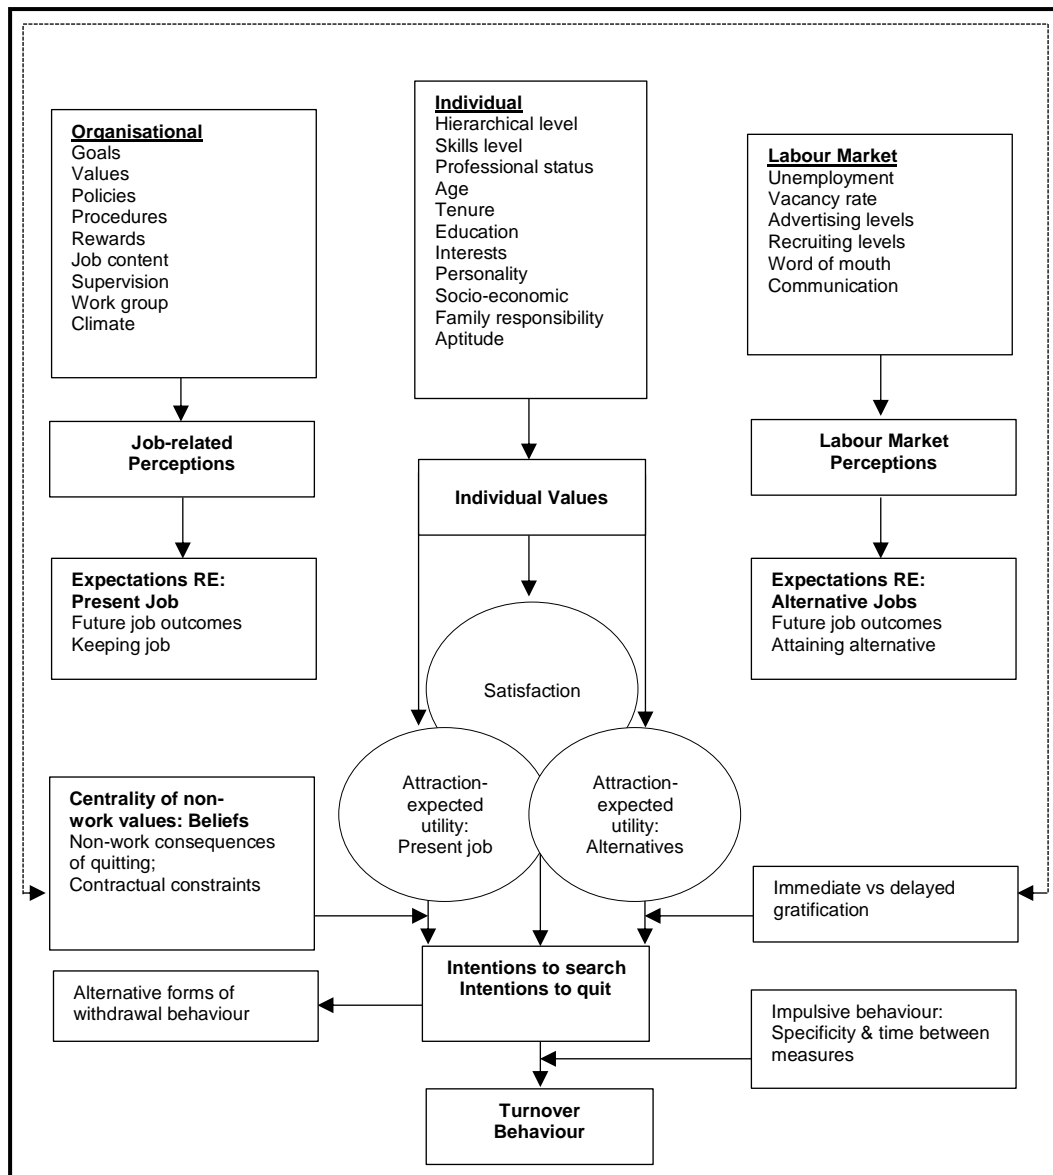 Organisational
Goals
Values
Policies
Procedures
Rewards
Job content
Supervision
Work group
Climate
Individual
Hierarchical level
Skills level
Professional status
Age
Tenure
Education
Interests
Personality
Socio-economic
Family responsibility
Aptitude
Labour Market
Unemployment
Vacancy rate
Advertising levels
Recruiting levels
Word of mouth
Communication
Job-related
Perceptions
Individual Values
Labour Market
Perceptions
Expectations RE:
Present Job
Future job outcomes
Keeping job
Expectations RE:
Alternative Jobs
Future job outcomes
Attaining alternative
Satisfaction
Attraction-
expected
utility:
Present job
Attraction-
expected
utility:
Alternatives
Centrality of non-
work values: Beliefs
Non-work consequences
of quitting;
Contractual constraints
Immediate vs delayed
gratification
Intentions to search
Intentions to quit
Alternative forms of
withdrawal behaviour
Impulsive behaviour:
Specificity & time between
measures
Turnover
Behaviour